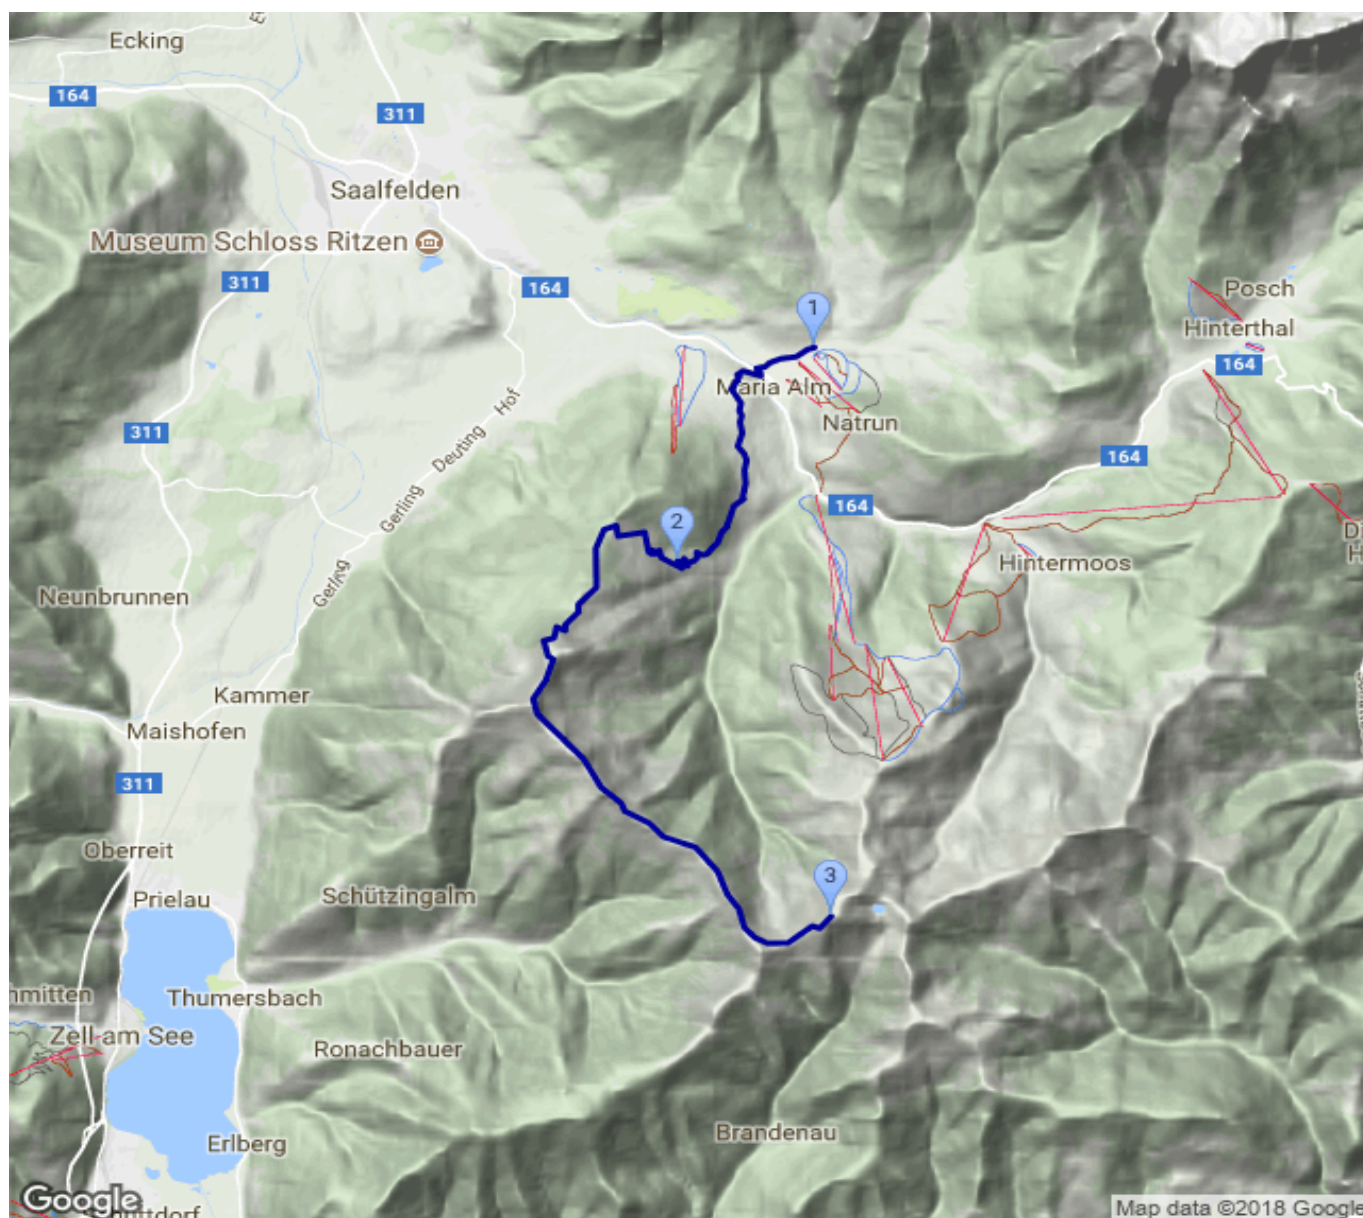 Ecking
164
311
Saalfelden
Museum Schloss Ritzen
311
164
Posch
Hinterthal
1
164
Maria Alm
Hof
Natrun
311
Deuting
164
Gerling
164
2
Hintermoos
Gerling
Neunbrunnen
Kammer
Maishofen
311
Oberreit
3
Schützingalm
Prielau
Thumersbach
Zell am See
Ronachbauer
Brandenau
Erlberg
Google
Map data ©2018 Google